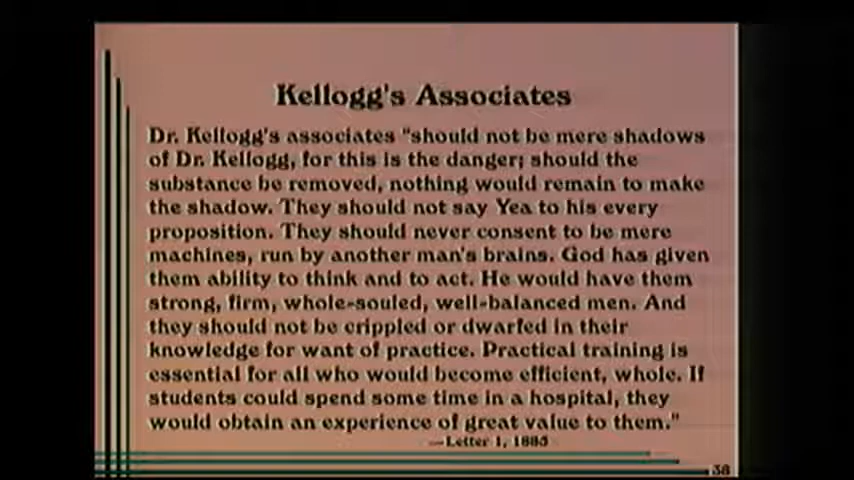 Kellogg's Associates
Dr. Kellogg's associates "should not be mere shadows
of Dr. Kellogg, for this is the danger; should the
substance be removed, nothing would remain to make
the shadow. They should not say Yea to his every
proposition. They should never consent to be mere
machines, run by another man's brains. God has given
them ability to think and to act. He would have them
strong, firm, whole-souled, well-balanced men. And
they should not be crippled or dwarfed in their
knowledge for want of practice. Practical training is
essential for all who would become efficient, whole. If
students could spend some time in a hospital, they
would obtain an experience of great value to them."
—Letter 1, 1885
38